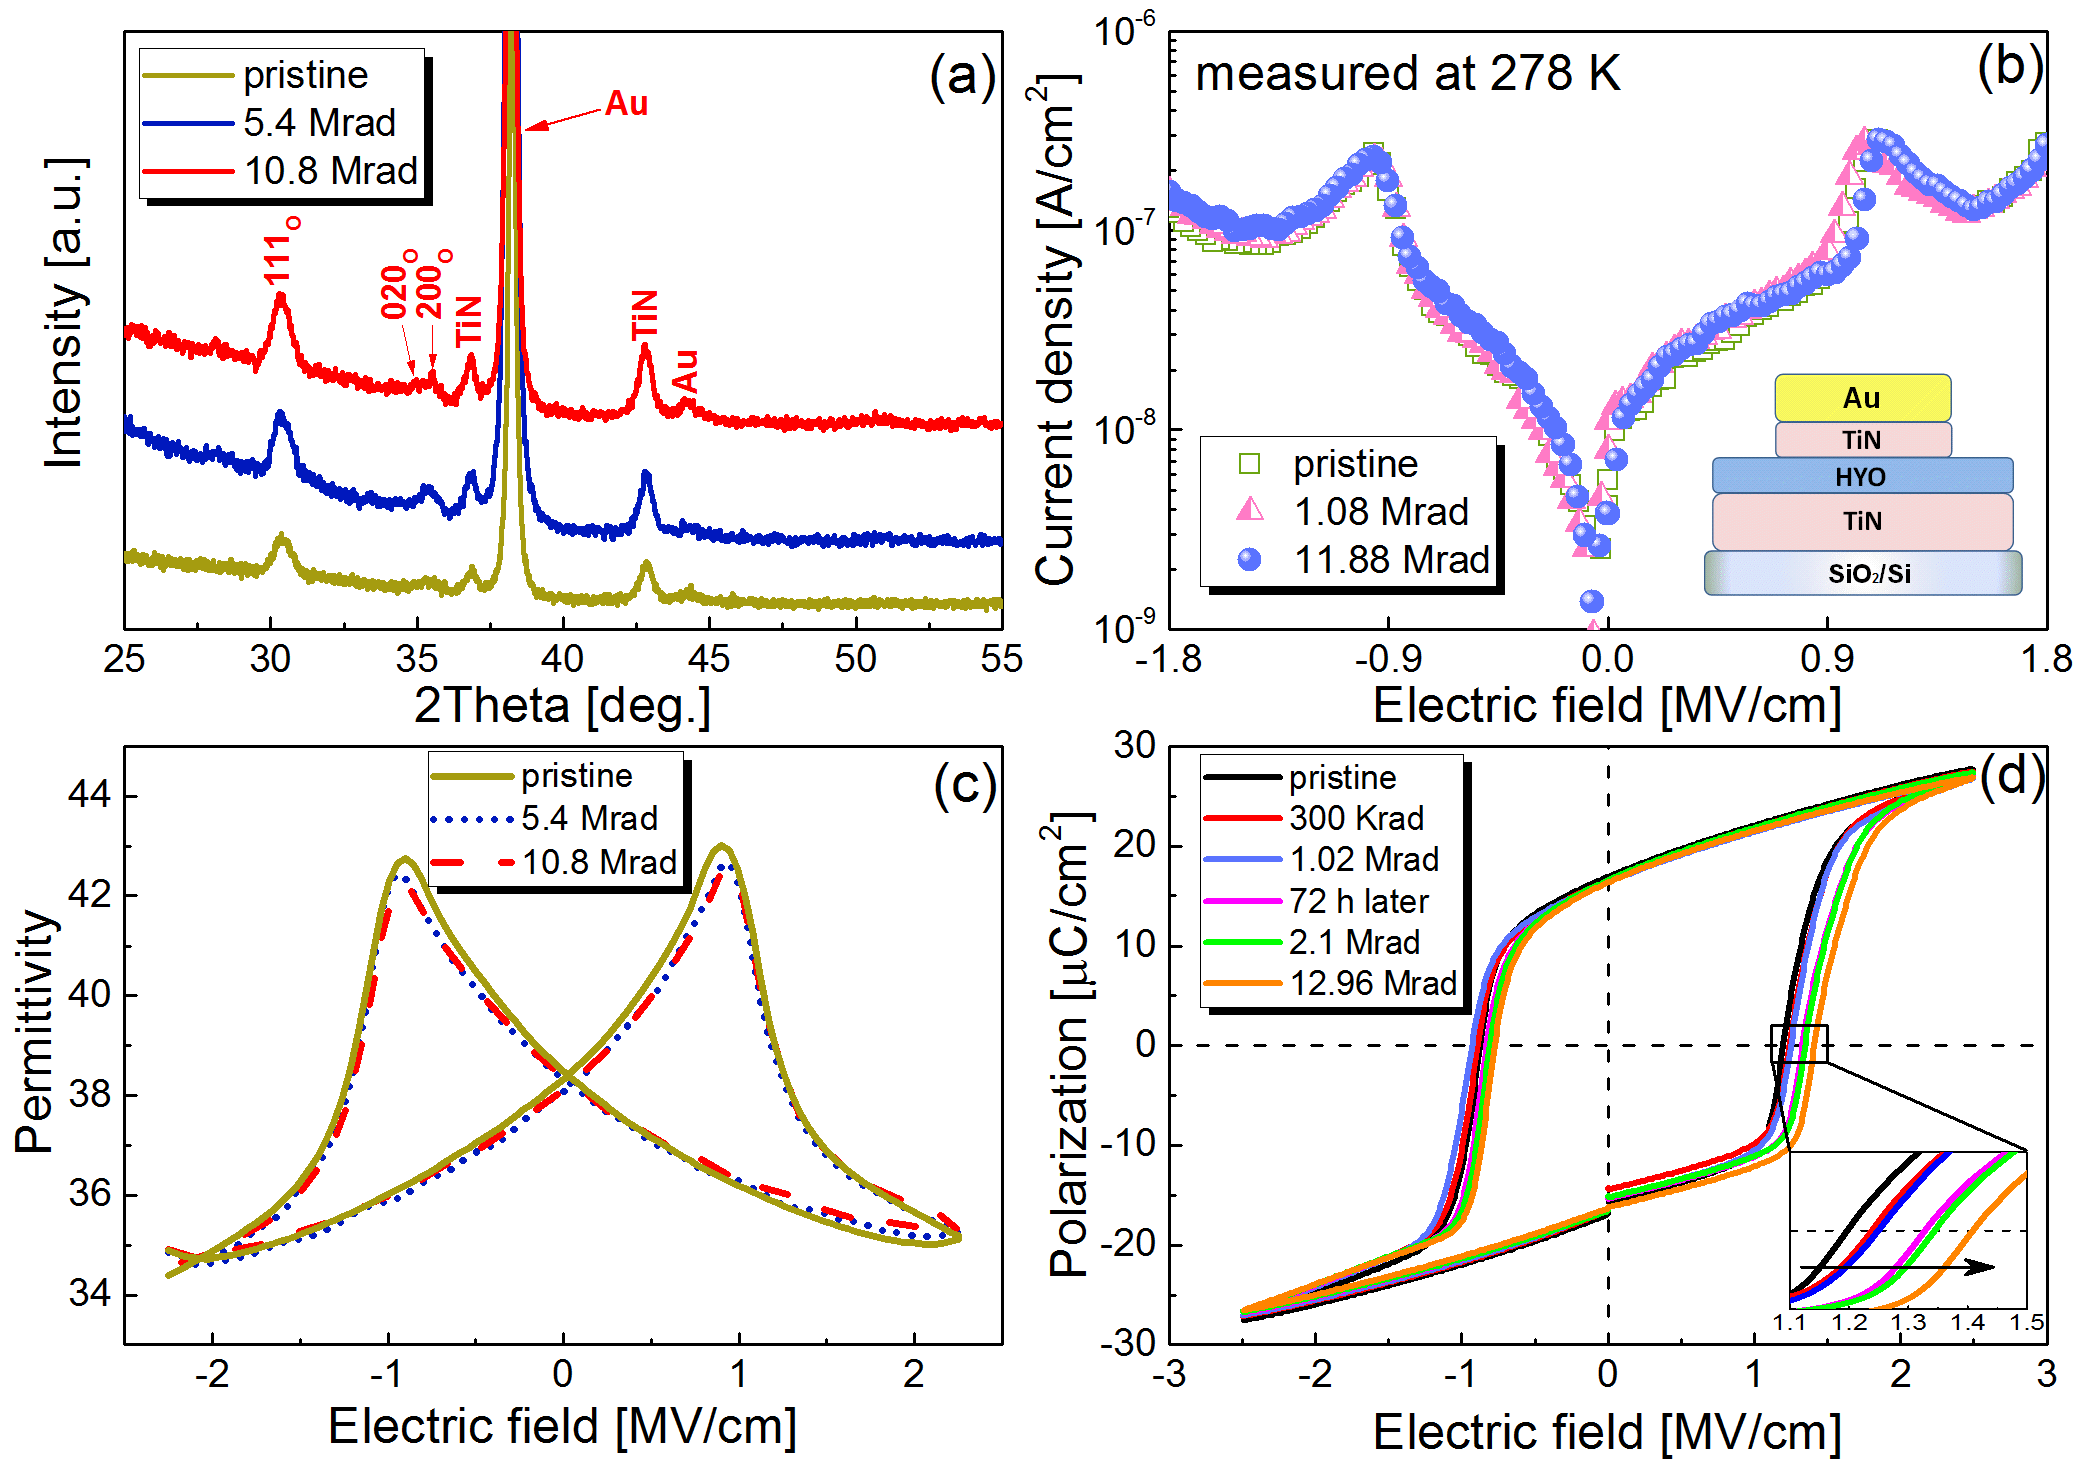 (a)
pristine
5.4 Mrad
10.8 Mrad
Au
111O
020O
200O
TiN
TiN
Au
Intensity [a.u.]
25 30 35 40 45 50 55
2Theta [deg.]
(b)
measured at 278 K
10-6
10-7
10-8
10-9
Current density [A/cm2]
pristine
1.08 Mrad
11.88 Mrad
Au
TiN
HYO
TiN
SiO2/Si
-1.8 -0.9 0.0 0.9 1.8
Electric field [MV/cm]
(c)
pristine
5.4 Mrad
10.8 Mrad
44
42
40
38
36
34
Permittivity
-2 -1 0 1 2
Electric field [MV/cm]
(d)
pristine
300 Krad
1.02 Mrad
72 h later
2.1 Mrad
12.96 Mrad
30
20
10
0
-10
-20
-30
Polarization [μC/cm2]
1.1 1.2 1.3 1.4 1.5
-3 -2 -1 0 1 2 3
Electric field [MV/cm]